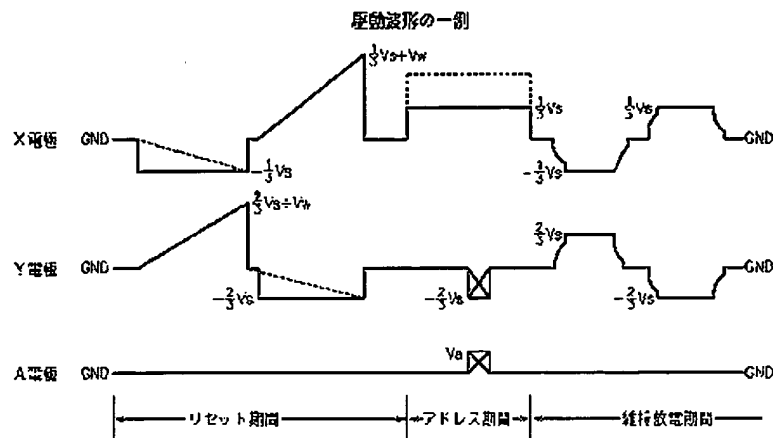 駆動波形の一例
1/3Vs+Vw
X電極 GND
-1/3Vs
1/3Vs
-1/3Vs
1/3Vs
GND
2/3Vs+Vw
Y電極 GND
-2/3Vs
-2/3Vs
2/3Vs
-2/3Vs
GND
Va
A電極 GND
GND
リセット期間
アドレス期間
維持放電期間